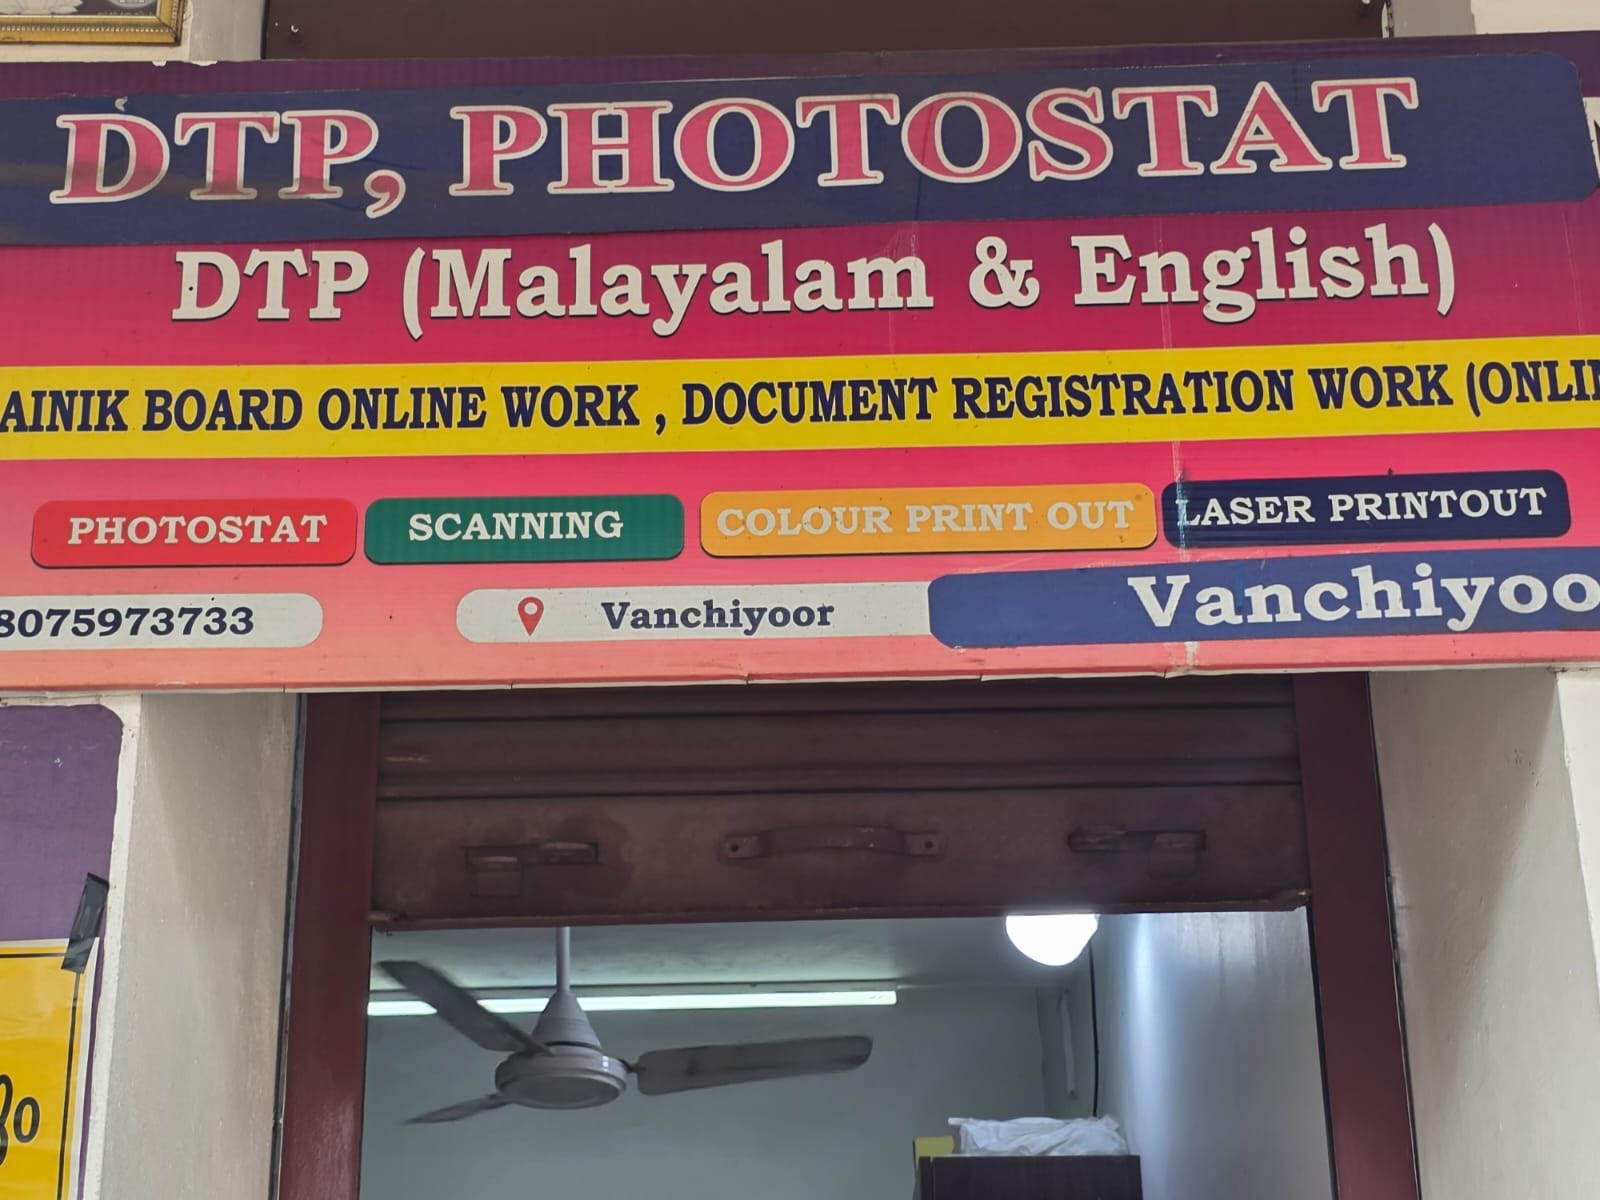 DTP, PHOTOSTAT
DTP (Malayalam & English)
AINIK BOARD ONLINE WORK , DOCUMENT REGISTRATION WORK (ONLI
PHOTOSTAT SCANNING COLOUR PRINT OUT LASER PRINTOUT
8075973733 Vanchiyoor Vanchiyoo